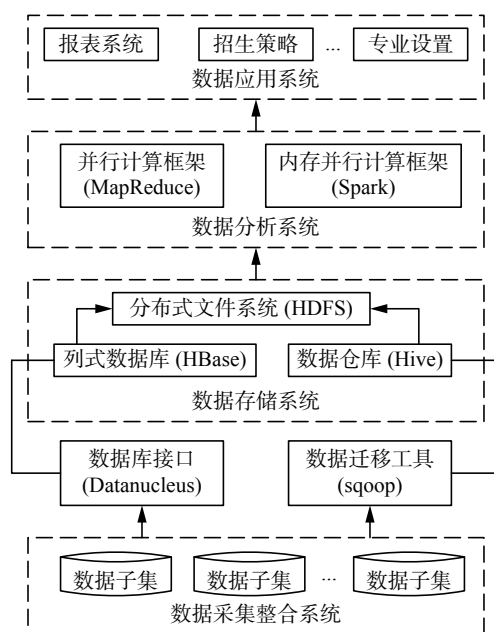 报表系统 招生策略 ... 专业设置
数据应用系统
并行计算框架 内存并行计算框架
(MapReduce) (Spark)
数据分析系统
分布式文件系统 (HDFS)
列式数据库 (HBase) 数据仓库 (Hive)
数据存储系统
数据库接口 数据迁移工具
(Datanucleus) (sqoop)
数据子集 数据子集 ... 数据子集
数据采集整合系统